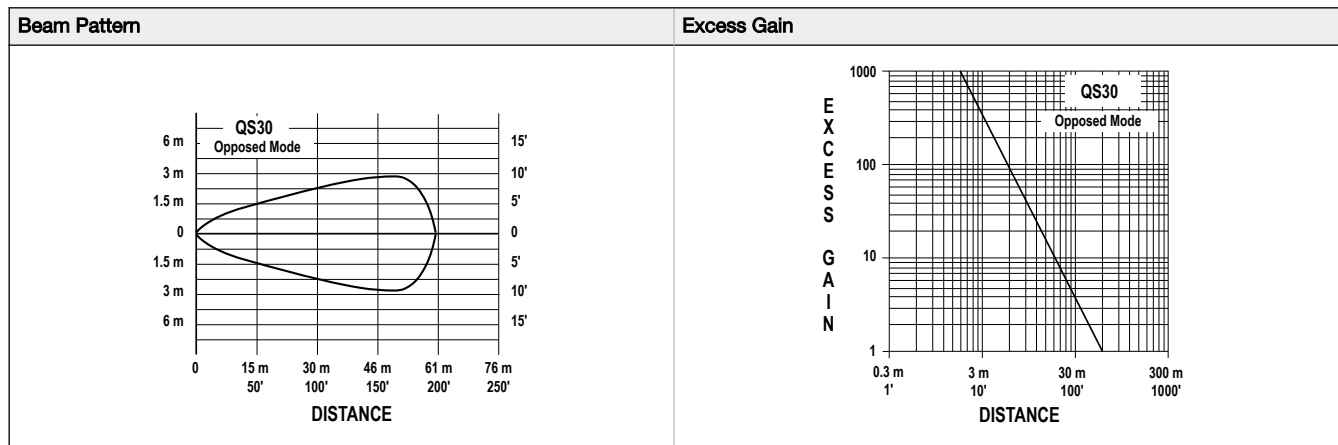 Beam Pattern
Excess Gain
QS30
Opposed Mode
6 m
3 m
1.5 m
0
1.5 m
3 m
6 m
15'
10'
5'
0
5'
10'
15'
0 15 m 30 m 46 m 61 m 76 m
50' 100' 150' 200' 250'
DISTANCE
EXCESS GAIN
1000
100
10
1
QS30
Opposed Mode
0.3 m 3 m 30 m 300 m
1' 10' 100' 1000'
DISTANCE